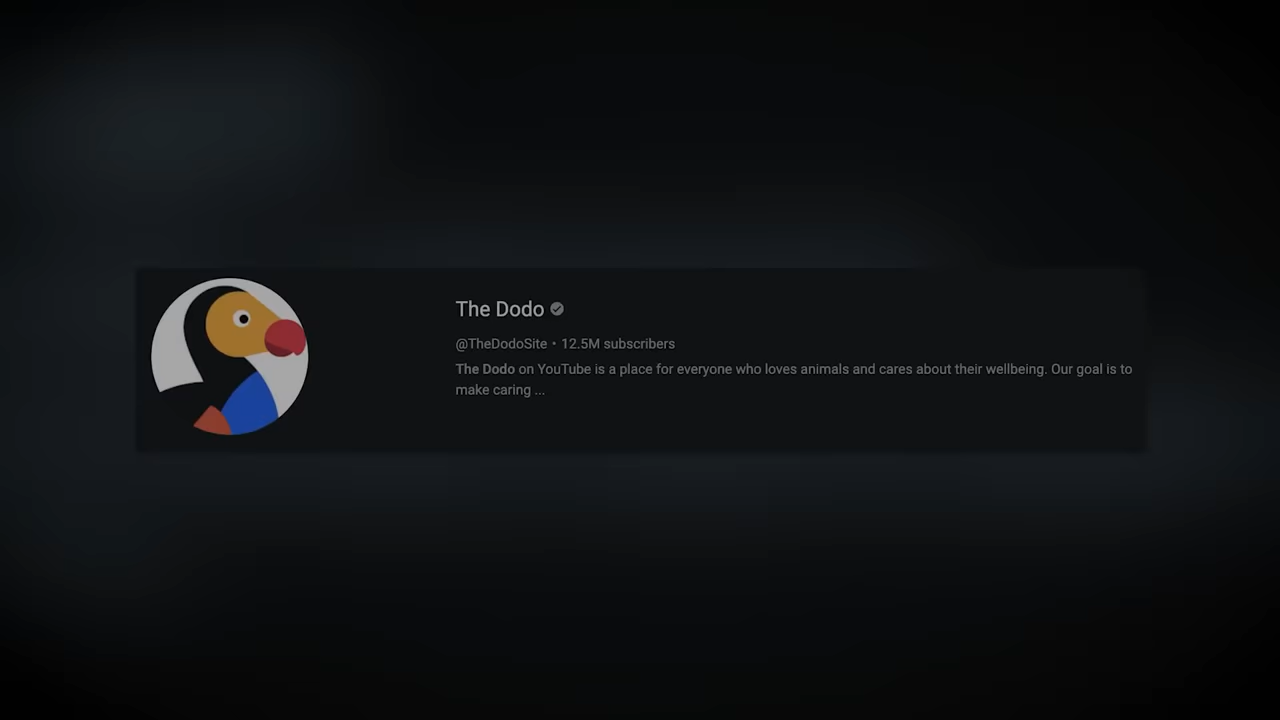 The Dodo
@TheDodoSite • 12.5M subscribers
The Dodo on YouTube is a place for everyone who loves animals and cares about their wellbeing. Our goal is to
make caring ...